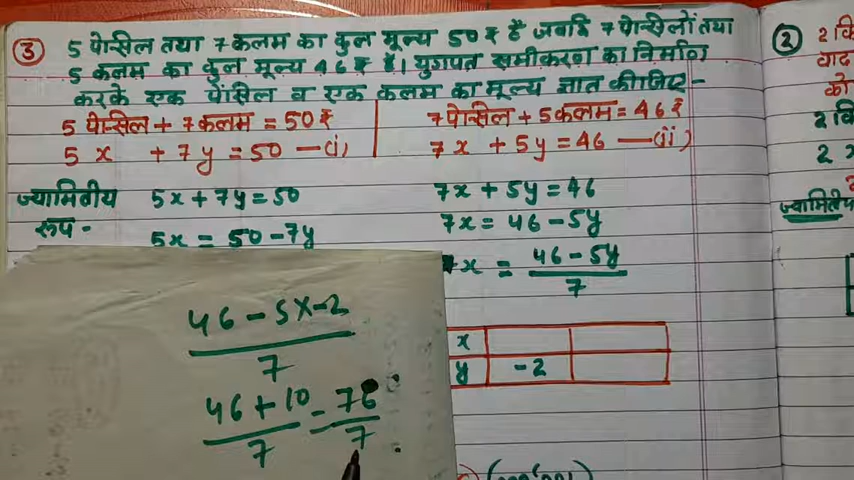 ③ 5 पेन्सिल तथा 7 कलम का कुल मूल्य 50 ₹ है जबकि 7 पेन्सिलों तथा
5 कलम का कुल मूल्य 46 ₹ है। युगपत समीकरण का निर्माण
करके एक पेंसिल व एक कलम का मूल्य ज्ञात कीजिए-
5 पेन्सिल + 7 कलम = 50 ₹
5x + 7y = 50 —(i)
7 पेन्सिल + 5 कलम = 46 ₹
7x + 5y = 46 —(ii)
ज्यामितीय
रूप-
5x + 7y = 50
5x = 50 - 7y
7x + 5y = 46
7x = 46 - 5y
x = 46 - 5y
7
x
y -2
46 - 5x-2
7
46 + 10 = 76
7 7
② 2 कि
वाद
को
2 कि
2 x
ज्यामितीय